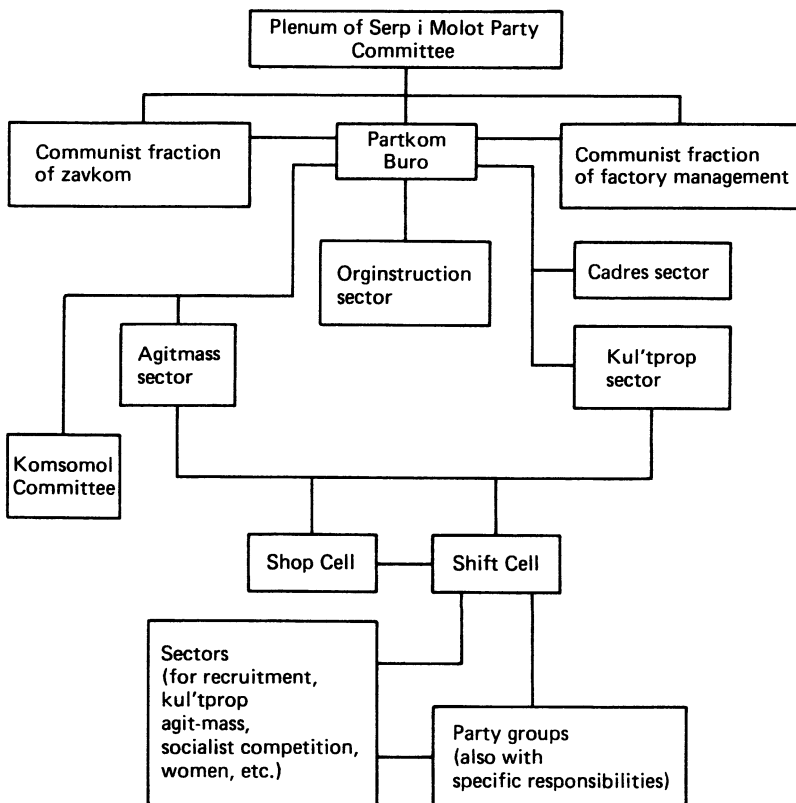 Plenum of Serp i Molot Party
Committee
Communist fraction
of zavkom
Partkom
Buro
Communist fraction
of factory management
Orginstruction
sector
Cadres sector
Agitmass
sector
Kul'tprop
sector
Komsomol
Committee
Shop Cell
Shift Cell
Sectors
(for recruitment,
kul'tprop
agit-mass,
socialist competition,
women, etc.)
Party groups
(also with
specific responsibilities)